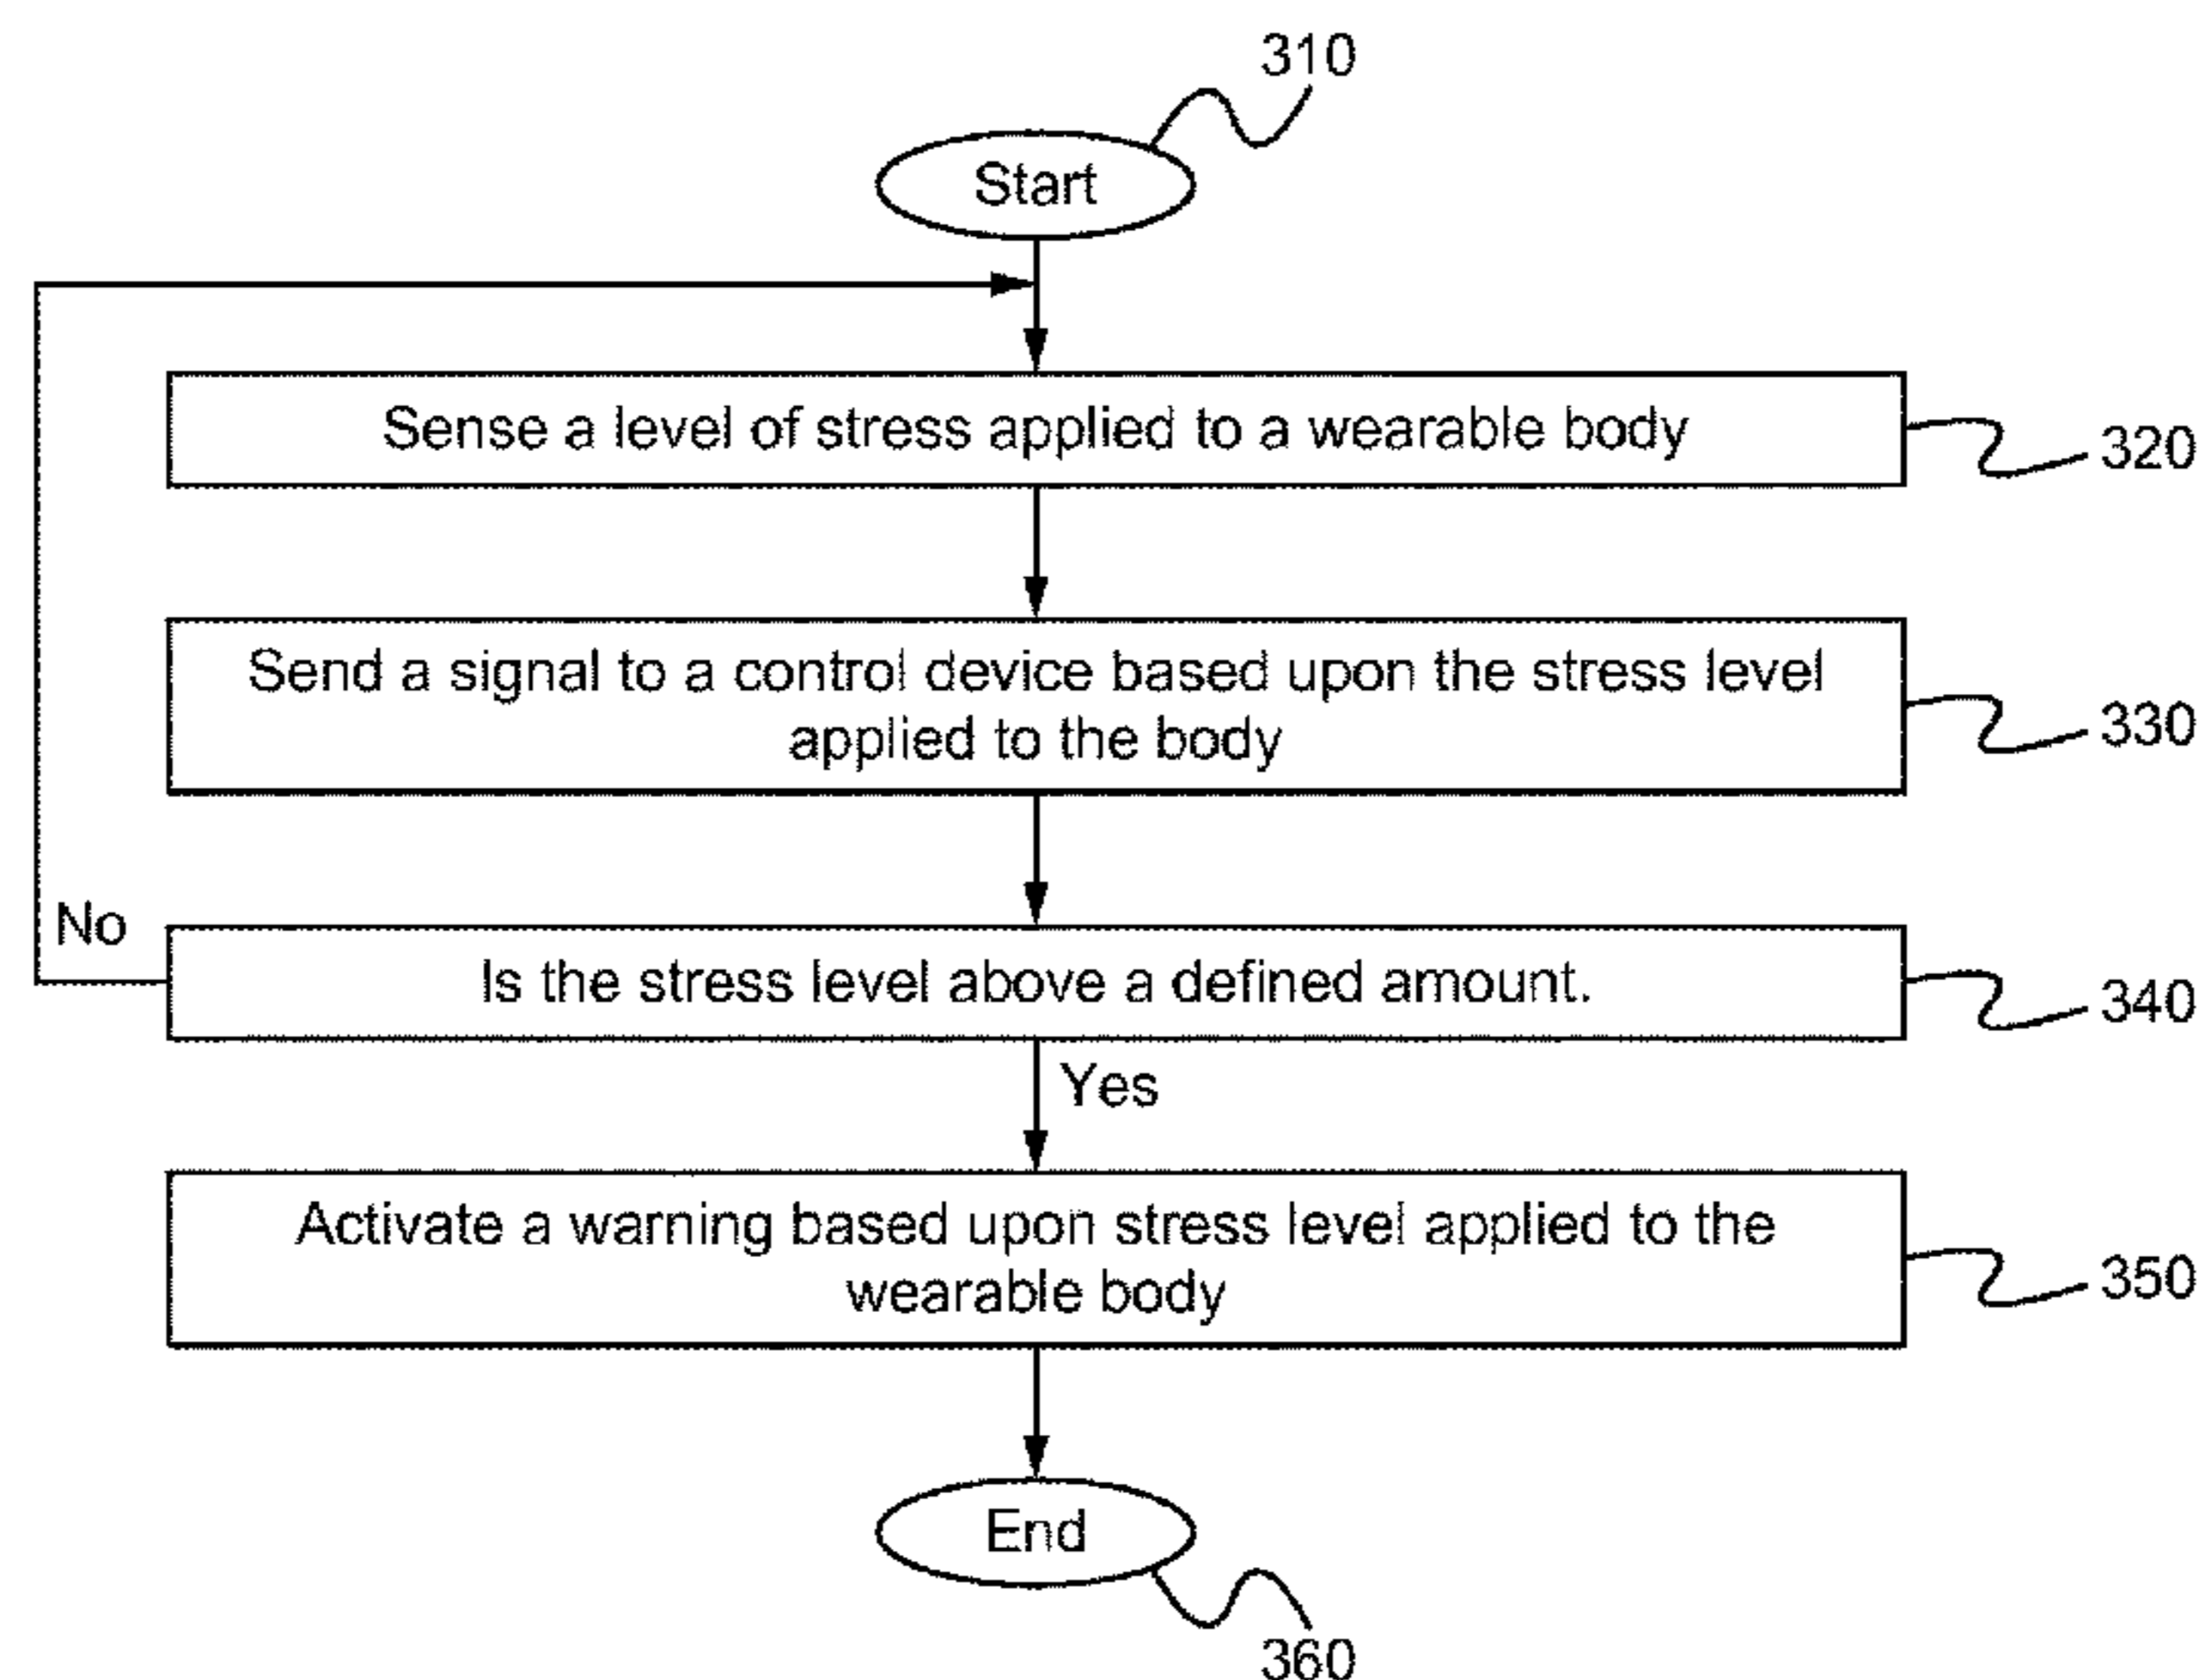 310
Start
Sense a level of stress applied to a wearable body
320
Send a signal to a control device based upon the stress level
applied to the body
330
No
Is the stress level above a defined amount.
340
Yes
Activate a warning based upon stress level applied to the
wearable body
350
End
360